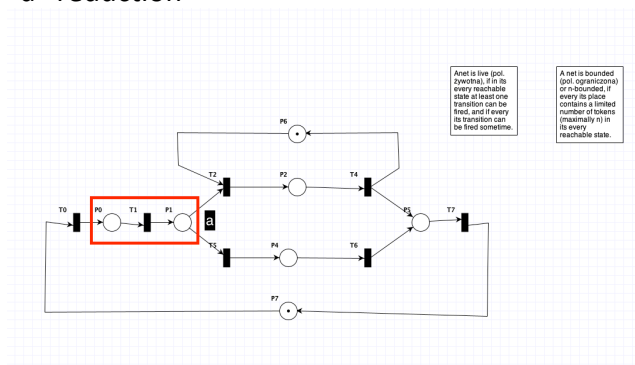 a reduction
Anet is live (pol.
żywotna), if in its
every reachable
state at least one
transition can be
fired, and if every
its transition can
be fired sometime.
A net is bounded
(pol. ograniczona)
or n-bounded, if
every its place
contains a limited
number of tokens
(maximally n) in
its every
reachable state.
P6
T2 P2 T4
T0 P0 T1 P1 a P5 T7
T5 P4 T6
P7